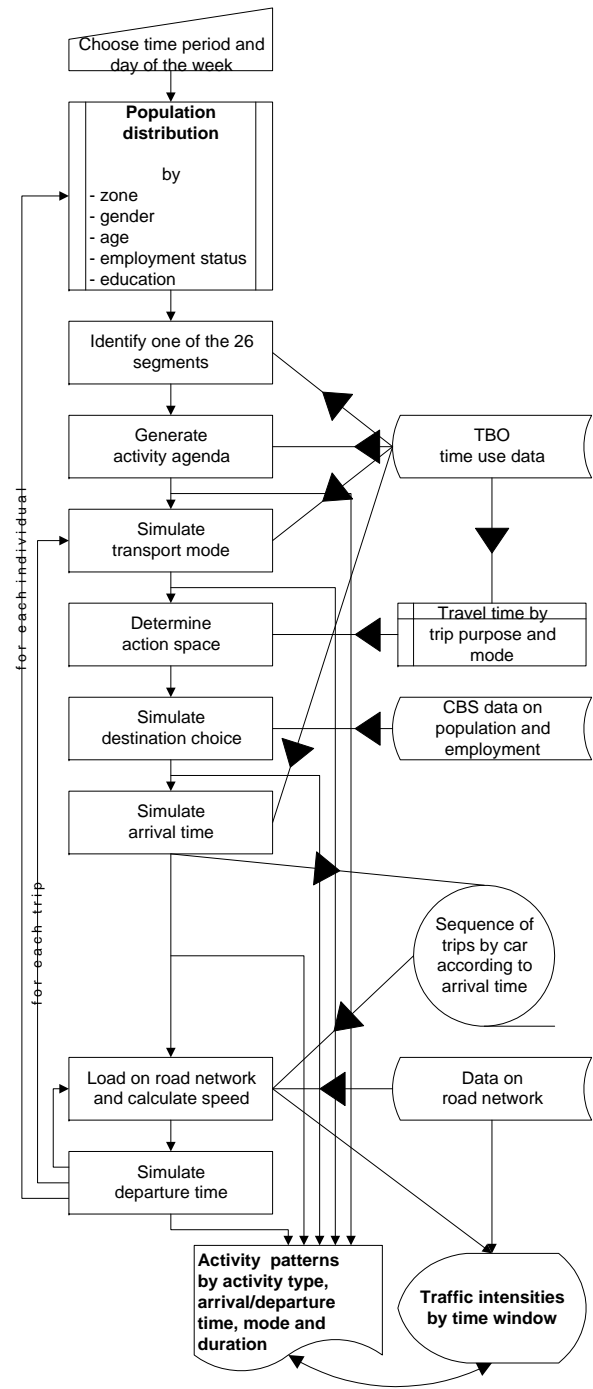 Choose time period and
day of the week
Population
distribution
by
- zone
- gender
- age
- employment status
- education
Identify one of the 26
segments
Generate
activity agenda
TBO
time use data
Simulate
transport mode
Determine
action space
Travel time by
trip purpose and
mode
Simulate
destination choice
CBS data on
population and
employment
Simulate
arrival time
for each individual
for each trip
Sequence of
trips by car
according to
arrival time
Load on road network
and calculate speed
Data on
road network
Simulate
departure time
Activity patterns
by activity type,
arrival/departure
time, mode and
duration
Traffic intensities
by time window